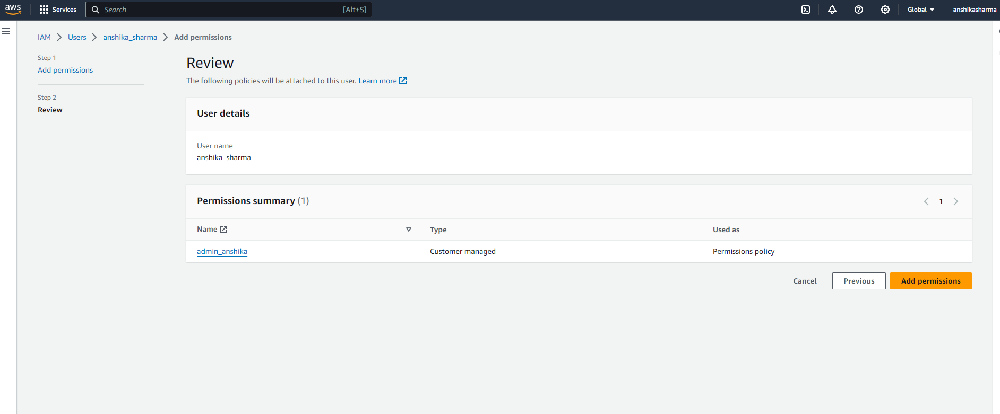 aws Services Search [Alt+S] Global anshikasharma
IAM Users anshika_sharma Add permissions
Step 1
Add permissions
Step 2
Review
Review
The following policies will be attached to this user. Learn more
User details
User name
anshika_sharma
Permissions summary (1)
1
Name Type Used as
admin_anshika Customer managed Permissions policy
Cancel Previous Add permissions